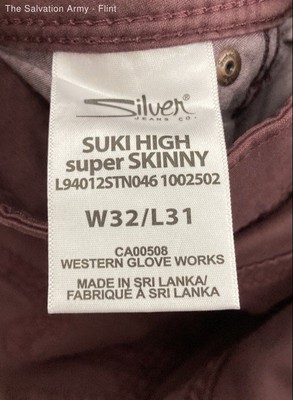 The Salvation Army - Flint
Silver®
JEANS CO.
SUKI HIGH
super SKINNY
L94012STN046 1002502
W32/L31
CA00508
WESTERN GLOVE WORKS
MADE IN SRI LANKA/
FABRIQUÉ À SRI LANKA